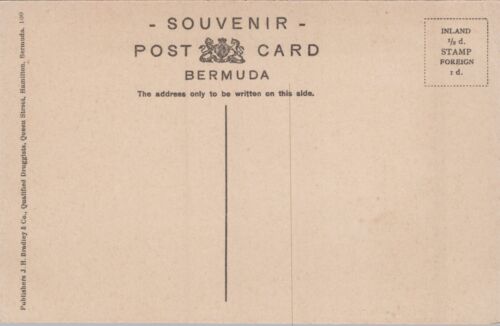 - SOUVENIR -
POST CARD
BERMUDA
The address only to be written on this side.
INLAND
½ d.
STAMP
FOREIGN
1 d.
Publishers J. H. Bradley & Co., Qualified Druggists, Queen Street, Hamilton, Bermuda. 100